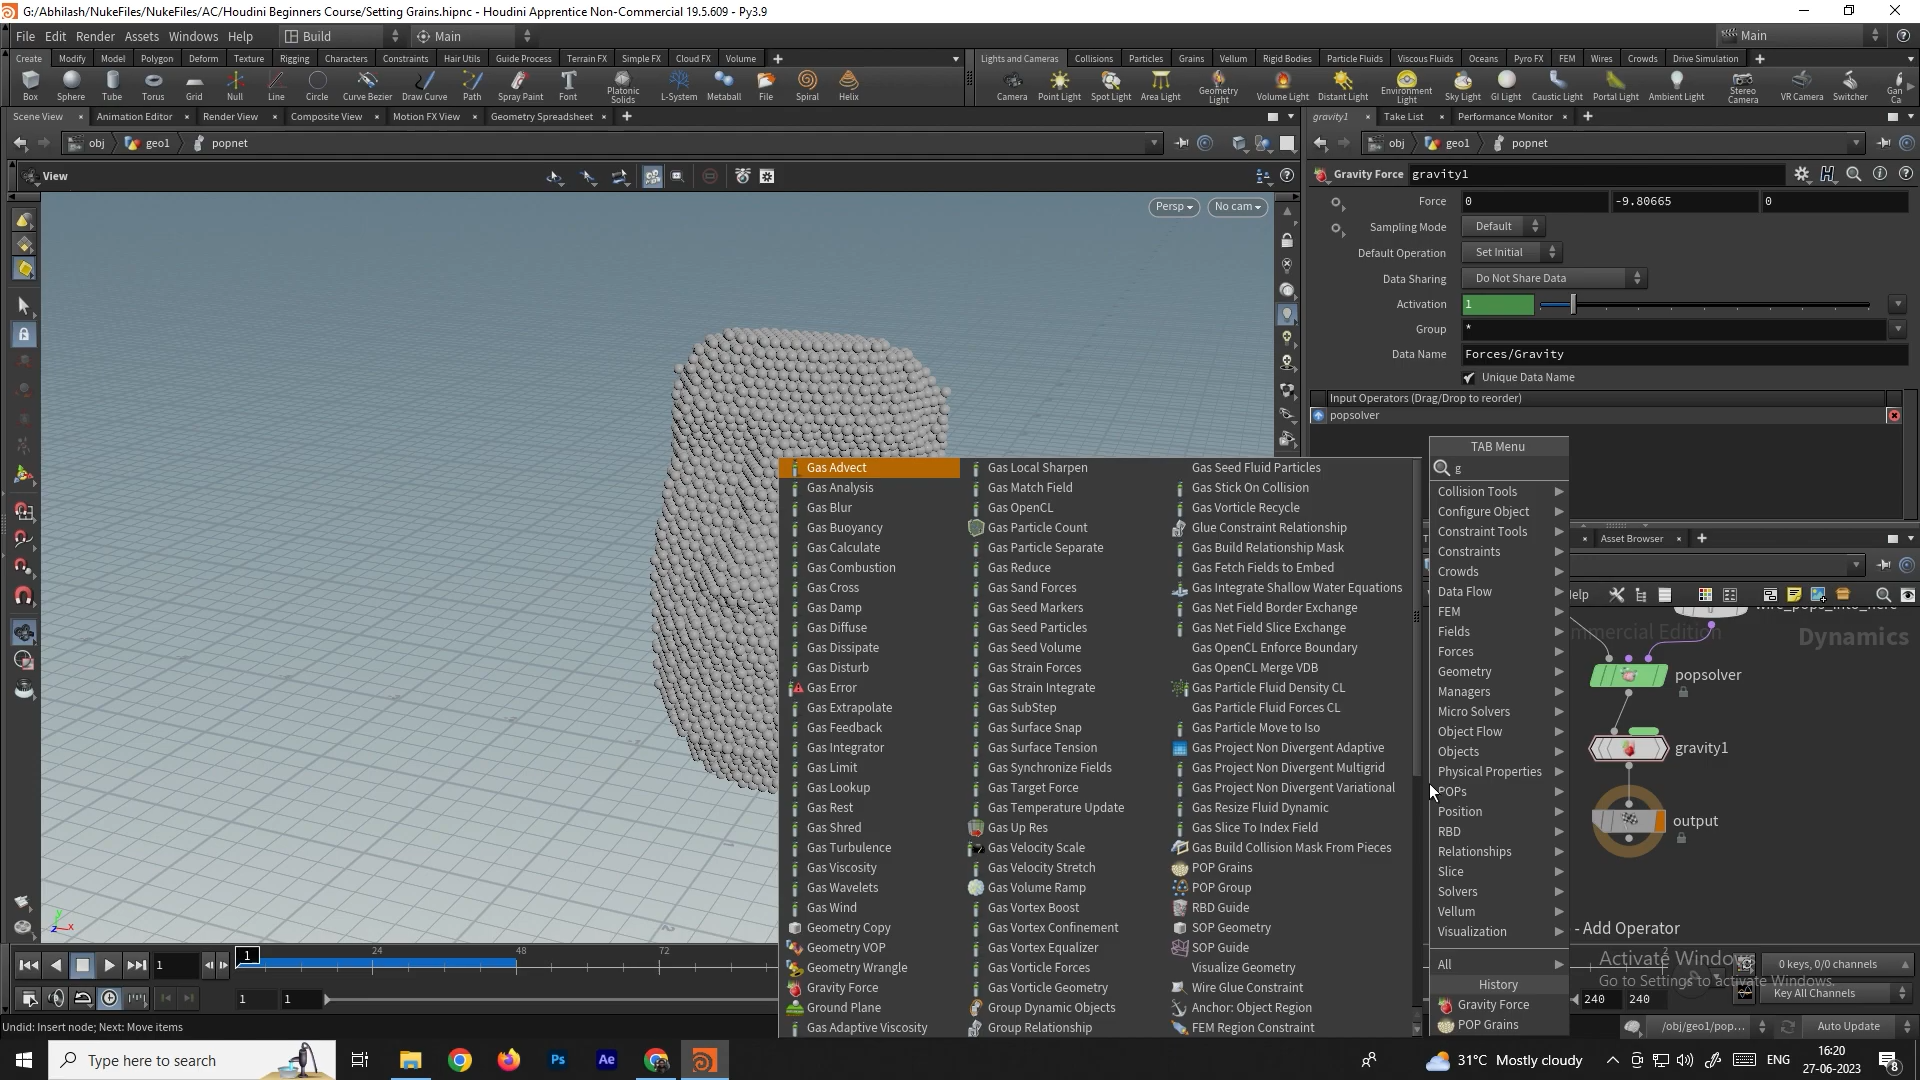 G:/Abhilash/NukeFiles/NukeFiles/AC/Houdini Beginners Course/Setting Grains.hipnc - Houdini Apprentice Non-Commercial 19.5.609 - Py3.9
File Edit Render Assets Windows Help Build Main Main
Create Modify Model Polygon Deform Texture Rigging Characters Constraints Hair Utils Guide Process Terrain FX Simple FX Cloud FX Volume
Lights and Cameras Collisions Particles Grains Vellum Rigid Bodies Particle Fluids Viscous Fluids Oceans Pyro FX FEM Wires Crowds Drive Simulation
Box Sphere Tube Torus Grid Null Line Circle Curve Bezier Draw Curve Path Spray Paint Font Platonic Solids L-System Metaball File Spiral Helix
Camera Point Light Spot Light Area Light Geometry Light Volume Light Distant Light Environment Light Sky Light GI Light Caustic Light Portal Light Ambient Light Stereo Camera VR Camera Switcher Gan Ca
Scene View Animation Editor Render View Composite View Motion FX View Geometry Spreadsheet
gravity1 Take List Performance Monitor
obj geo1 popnet
obj geo1 popnet
View
Persp No cam
Gravity Force gravity1
Force 0 -9.80665 0
Sampling Mode Default
Default Operation Set Initial
Data Sharing Do Not Share Data
Activation 1
Group *
Data Name Forces/Gravity
Unique Data Name
Input Operators (Drag/Drop to reorder)
popsolver
TAB Menu
g
Collision Tools
Configure Object
Constraint Tools
Constraints
Crowds
Data Flow
FEM
Fields
Forces
Geometry
Managers
Micro Solvers
Object Flow
Objects
Physical Properties
POPs
Position
RBD
Relationships
Slice
Solvers
Vellum
Visualization
All
History
Gravity Force
POP Grains
Gas Advect
Gas Analysis
Gas Blur
Gas Buoyancy
Gas Calculate
Gas Combustion
Gas Cross
Gas Damp
Gas Diffuse
Gas Dissipate
Gas Disturb
Gas Error
Gas Extrapolate
Gas Feedback
Gas Integrator
Gas Limit
Gas Lookup
Gas Rest
Gas Shred
Gas Turbulence
Gas Viscosity
Gas Wavelets
Gas Wind
Geometry Copy
Geometry VOP
Geometry Wrangle
Gravity Force
Ground Plane
Gas Adaptive Viscosity
Gas Local Sharpen
Gas Match Field
Gas OpenCL
Gas Particle Count
Gas Particle Separate
Gas Reduce
Gas Sand Forces
Gas Seed Markers
Gas Seed Particles
Gas Seed Volume
Gas Strain Forces
Gas Strain Integrate
Gas SubStep
Gas Surface Snap
Gas Surface Tension
Gas Synchronize Fields
Gas Target Force
Gas Temperature Update
Gas Up Res
Gas Velocity Scale
Gas Velocity Stretch
Gas Volume Ramp
Gas Vortex Boost
Gas Vortex Confinement
Gas Vortex Equalizer
Gas Vorticle Forces
Gas Vorticle Geometry
Group Dynamic Objects
Group Relationship
Gas Seed Fluid Particles
Gas Stick On Collision
Gas Vorticle Recycle
Glue Constraint Relationship
Gas Build Relationship Mask
Gas Fetch Fields to Embed
Gas Integrate Shallow Water Equations
Gas Net Field Border Exchange
Gas Net Field Slice Exchange
Gas OpenCL Enforce Boundary
Gas OpenCL Merge VDB
Gas Particle Fluid Density CL
Gas Particle Fluid Forces CL
Gas Particle Move to Iso
Gas Project Non Divergent Adaptive
Gas Project Non Divergent Multigrid
Gas Project Non Divergent Variational
Gas Resize Fluid Dynamic
Gas Slice To Index Field
Gas Build Collision Mask From Pieces
POP Grains
POP Group
RBD Guide
SOP Geometry
SOP Guide
Visualize Geometry
Wire Glue Constraint
Anchor: Object Region
FEM Region Constraint
Asset Browser
elp
mmercial Edition
Dynamics
popsolver
gravity1
output
- Add Operator
Activate Windows
Go to Settings to activate Windows.
1 24 48 72
1
1 1
0 keys, 0/0 channels
Key All Channels
240 240
Undid: Insert node; Next: Move items
/obj/geo1/pop... Auto Update
Type here to search
Ps Ae
31°C Mostly cloudy ENG 16:20 27-06-2023 8